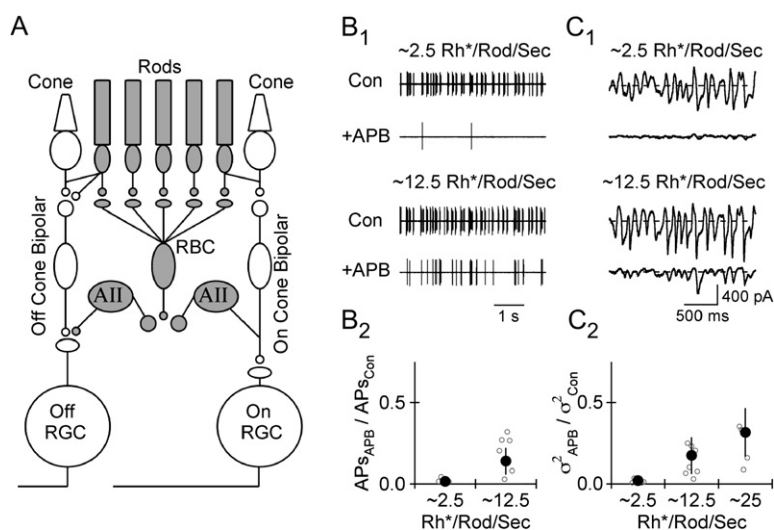 A
Cone
Rods
Cone
Off Cone Bipolar
RBC
On Cone Bipolar
AII
AII
Off
RGC
On
RGC
B1
~2.5 Rh*/Rod/Sec
Con
+APB
~12.5 Rh*/Rod/Sec
Con
+APB
1 s
C1
~2.5 Rh*/Rod/Sec
~12.5 Rh*/Rod/Sec
400 pA
500 ms
B2
APsAPB / APsCon
0.5
0.0
~2.5 ~12.5
Rh*/Rod/Sec
C2
σ²APB / σ²Con
0.5
0.0
~2.5 ~12.5 ~25
Rh*/Rod/Sec